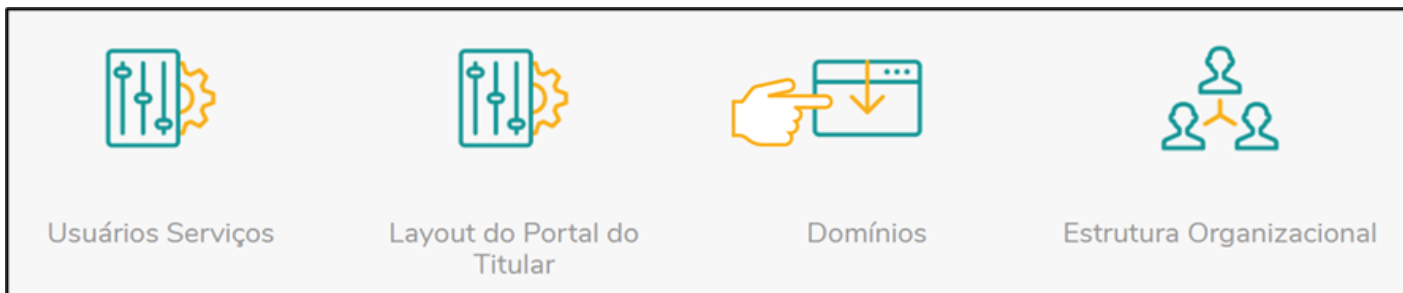 Usuários Serviços
Layout do Portal do
Titular
Domínios
Estrutura Organizacional